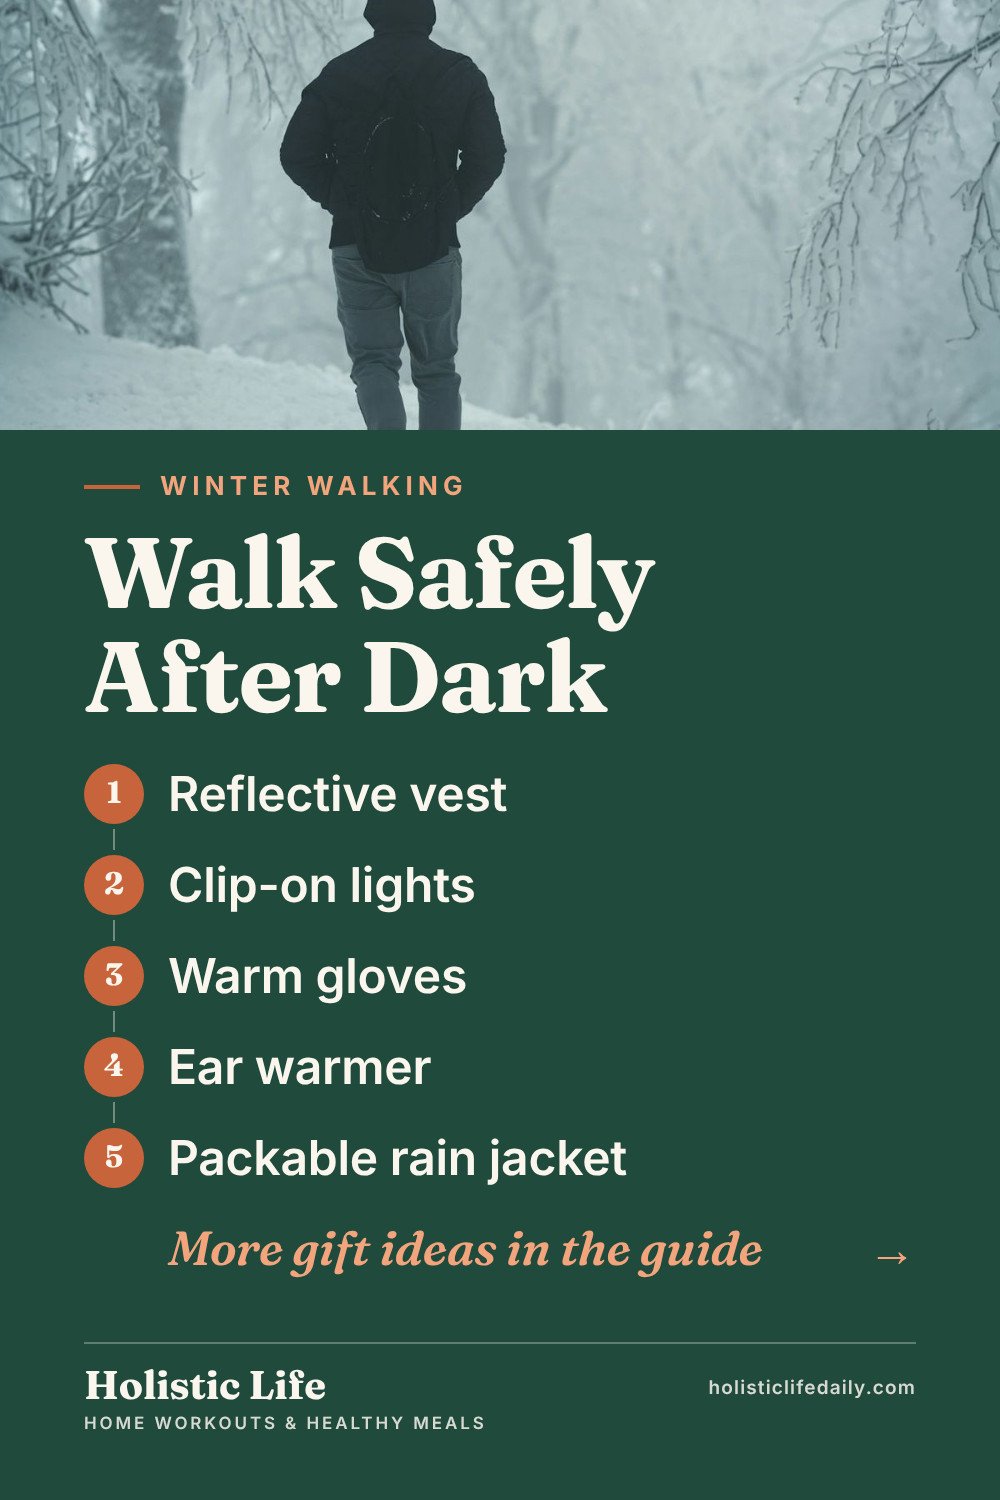 WINTER WALKING
Walk Safely
After Dark
1 Reflective vest
2 Clip-on lights
3 Warm gloves
4 Ear warmer
5 Packable rain jacket
More gift ideas in the guide →
Holistic Life
holisticlifedaily.com
HOME WORKOUTS & HEALTHY MEALS